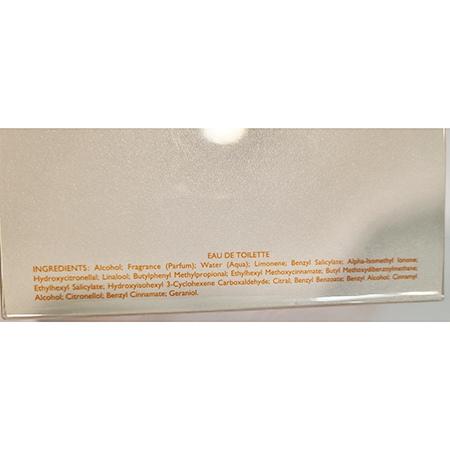 EAU DE TOILETTE
INGREDIENTS: Alcohol; Fragrance (Parfum); Water (Aqua); Limonene; Benzyl Salicylate; Alpha-Isomethyl Ionone;
Hydroxycitronellal; Linalool; Butylphenyl Methylpropional; Ethylhexyl Methoxycinnamate; Butyl Methoxydibenzoylmethane;
Ethylhexyl Salicylate; Hydroxyisohexyl 3-Cyclohexene Carboxaldehyde; Citral; Benzyl Benzoate; Benzyl Alcohol; Cinnamyl
Alcohol; Citronellol; Benzyl Cinnamate; Geraniol.